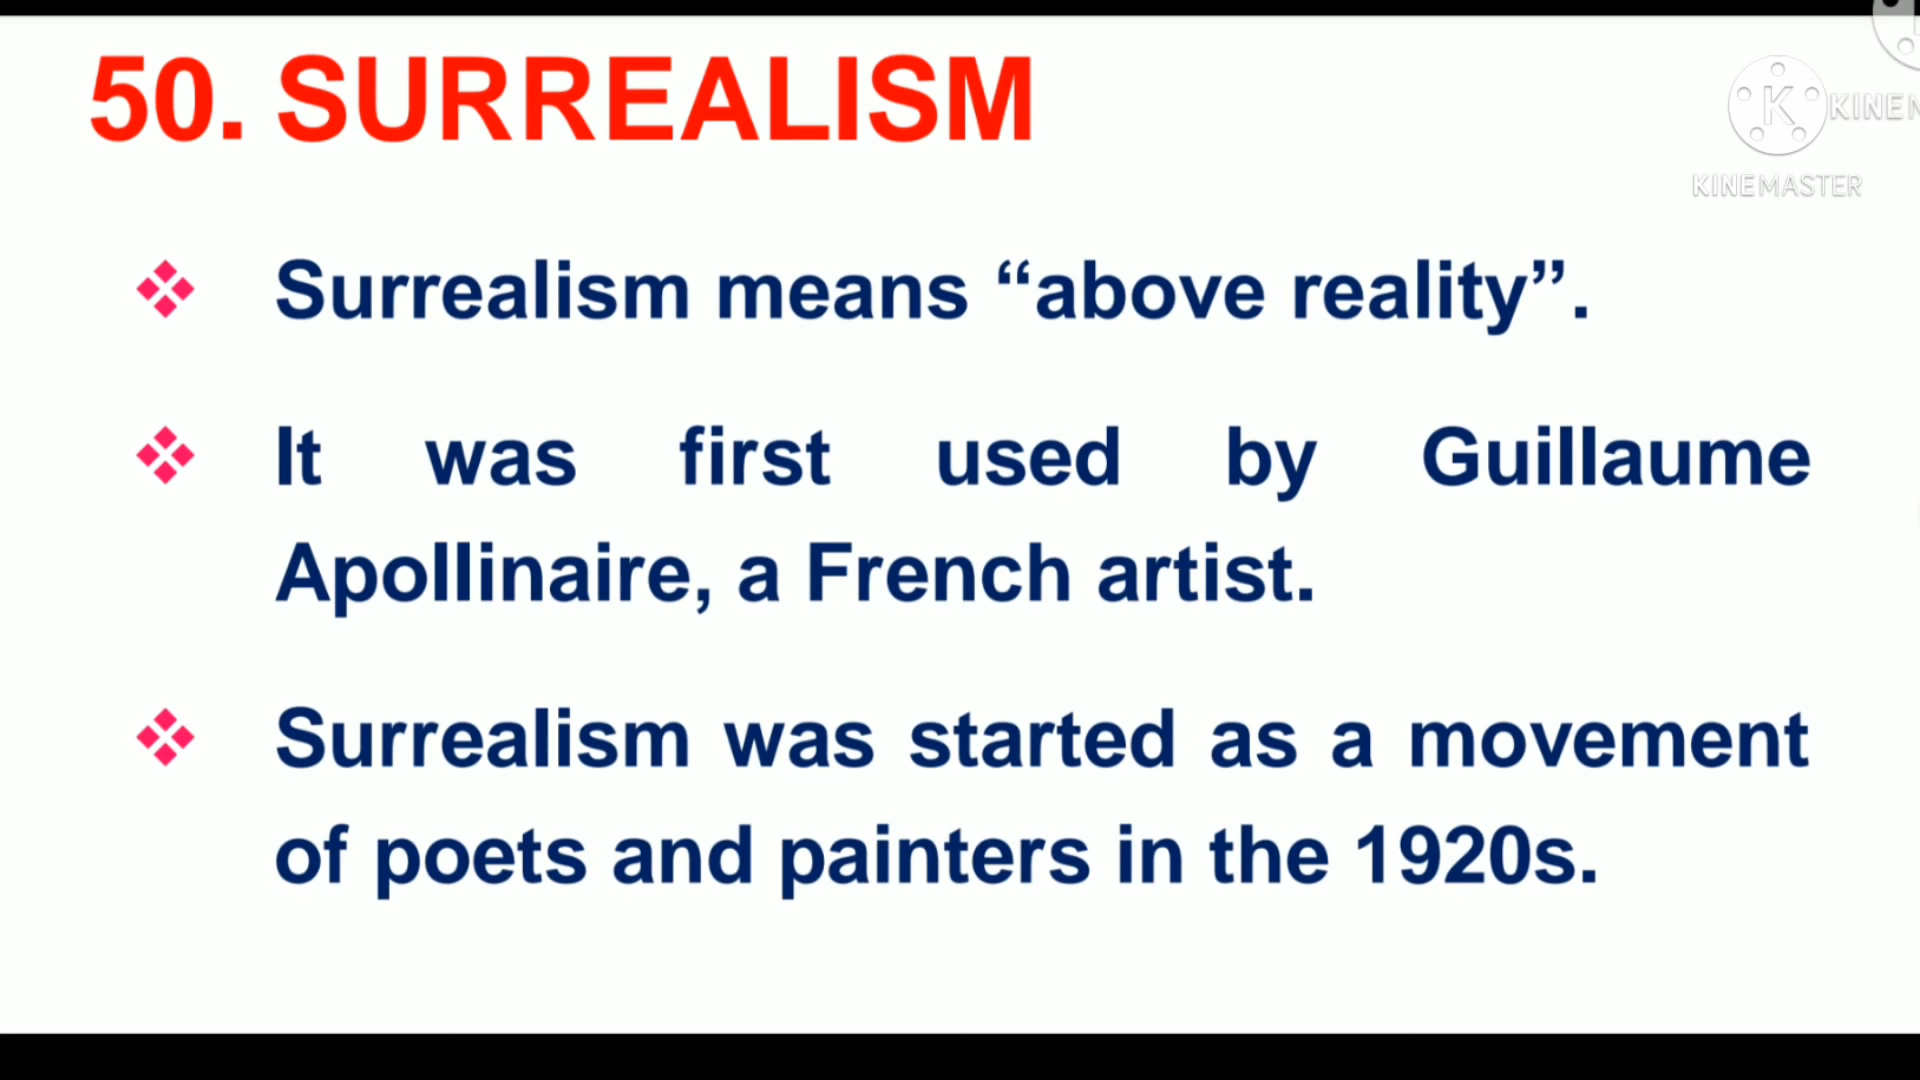 50. SURREALISM
K KINEM
KINEMASTER
Surrealism means “above reality”.
It was first used by Guillaume
Apollinaire, a French artist.
Surrealism was started as a movement
of poets and painters in the 1920s.